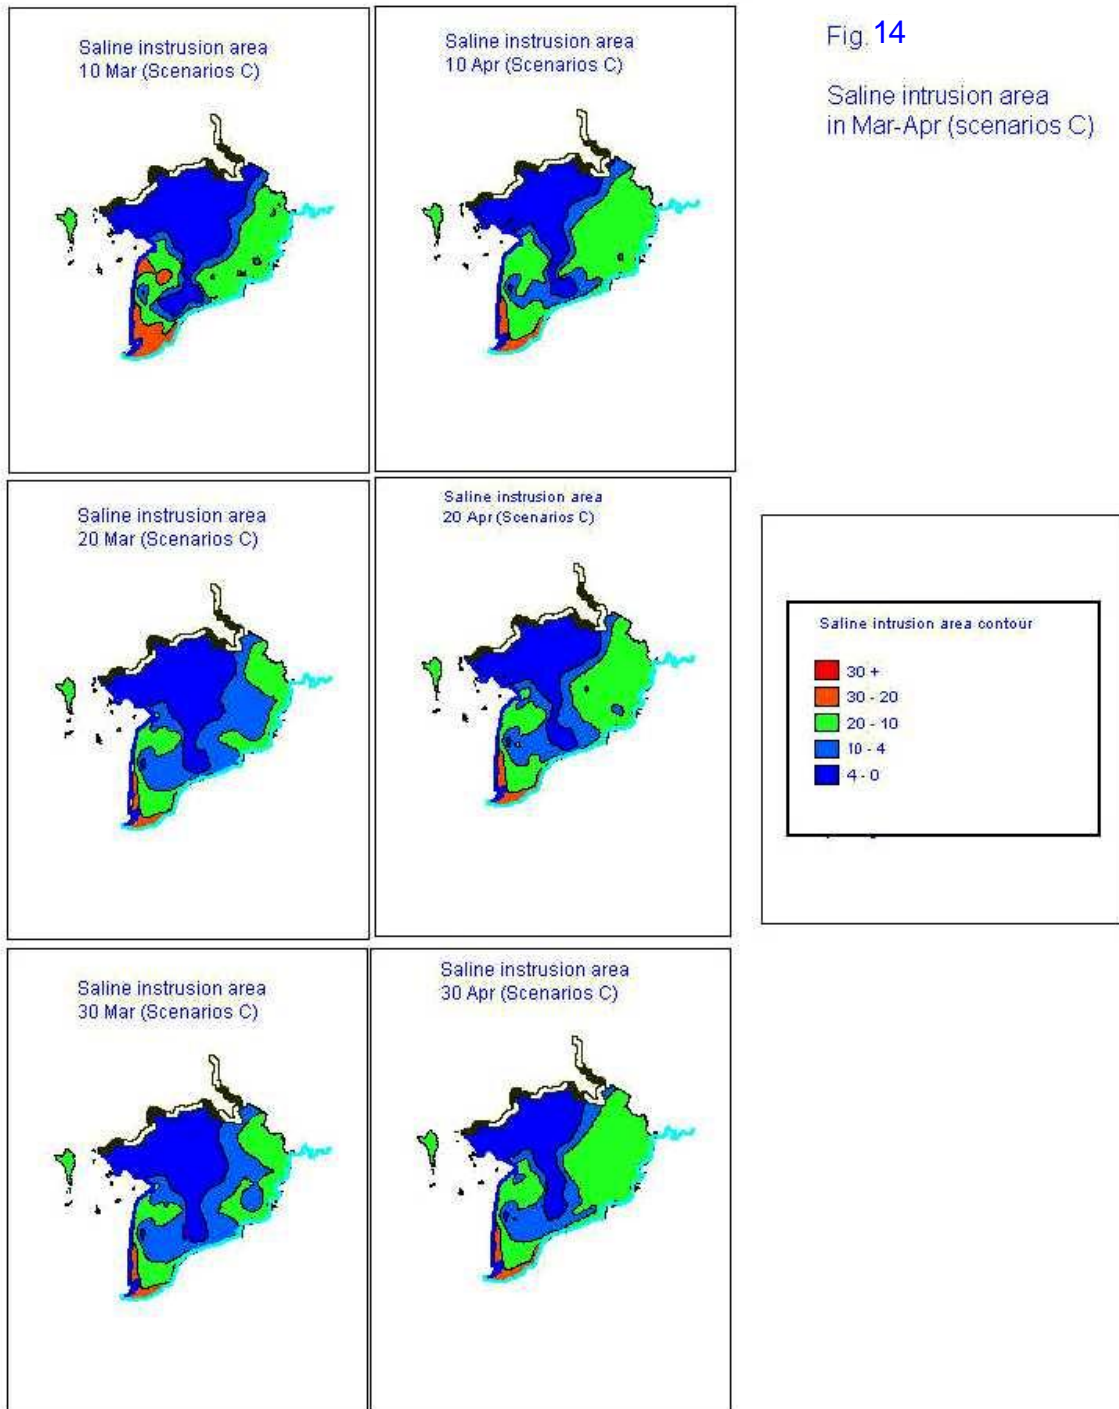 Saline instrusion area
10 Mar (Scenarios C)
Saline instrusion area
10 Apr (Scenarios C)
Fig. 14
Saline intrusion area
in Mar-Apr (scenarios C)
Saline instrusion area
20 Mar (Scenarios C)
Saline instrusion area
20 Apr (Scenarios C)
Saline intrusion area contour
30 +
30 - 20
20 - 10
10 - 4
4 - 0
Saline instrusion area
30 Mar (Scenarios C)
Saline instrusion area
30 Apr (Scenarios C)